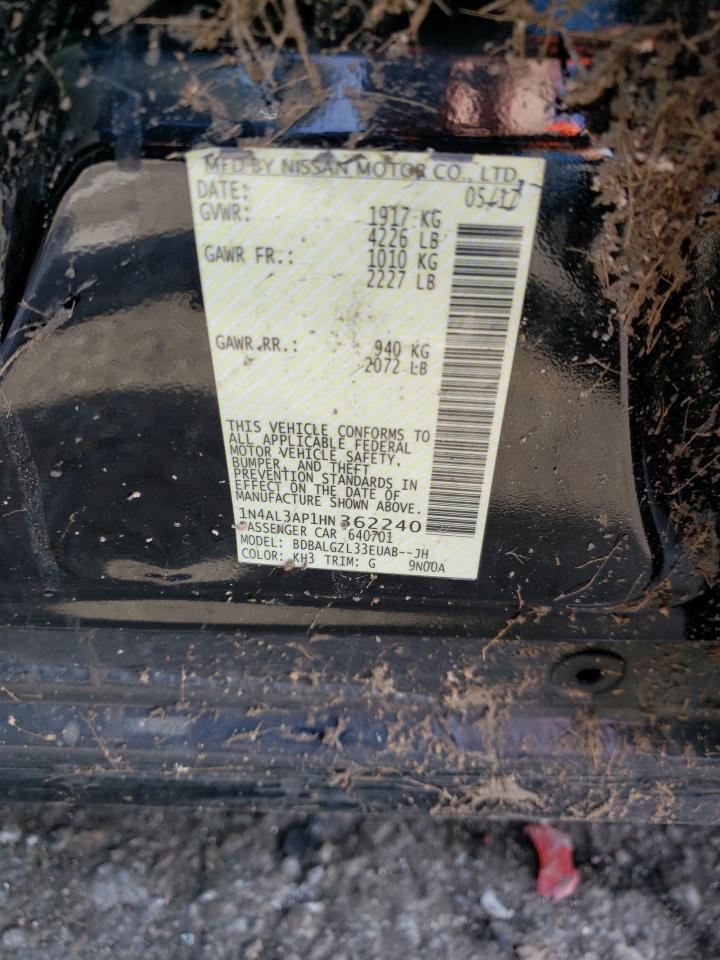 MFD BY NISSAN MOTOR CO., LTD.
DATE: 05/17
GVWR: 1917 KG
4226 LB
GAWR FR.: 1010 KG
2227 LB
GAWR RR.: 940 KG
2072 LB
THIS VEHICLE CONFORMS TO
ALL APPLICABLE FEDERAL
MOTOR VEHICLE SAFETY,
BUMPER, AND THEFT
PREVENTION STANDARDS IN
EFFECT ON THE DATE OF
MANUFACTURE SHOWN ABOVE.
1N4AL3AP1HN362240
PASSENGER CAR 640701
MODEL: BDBALGZL33EUAB--JH
COLOR: KH3 TRIM: G 9N00A